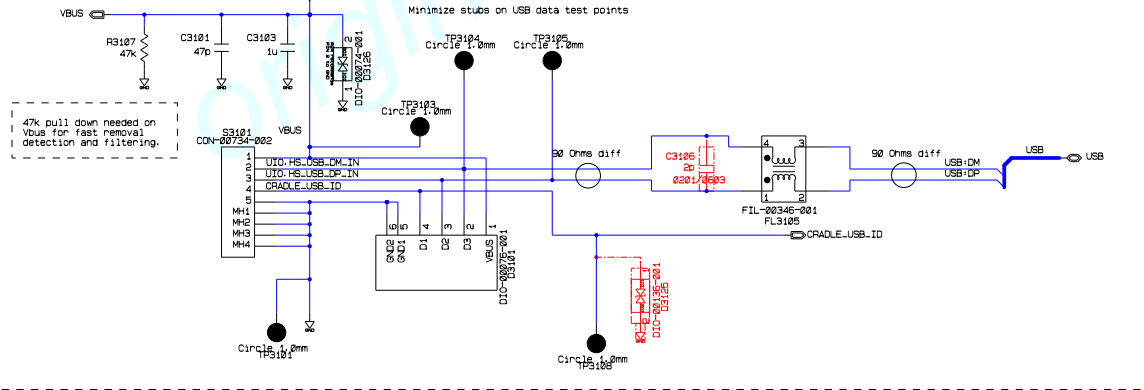 Minimize stubs on USB data test points
VBUS
R3107
47k
C3101
47p
C3103
1u
2
1
DIO-00074-001
D3126
TP3104
Circle 1.0mm
TP3105
Circle 1.0mm
TP3103
Circle 1.0mm
47k pull down needed on
Vbus for fast removal
detection and filtering.
S3101
CON-00734-002
VBUS
1
2
3
4
5
MH1
MH2
MH3
MH4
UIO.HS_USB_DM_IN
UIO.HS_USB_DP_IN
CRADLE_USB_ID
90 Ohms diff
C3106
2p
0201/0603
4
3
1
2
FIL-00346-001
FL3105
90 Ohms diff
USB:DM
USB:DP
USB
USB
6
5
4
3
2
1
GND2
GND1
D1
D2
D3
VBUS
DIO-00076-001
D3101
CRADLE_USB_ID
1
2
DIO-00136-001
D3125
Circle 1.0mm
TP3101
Circle 1.0mm
TP3108
origin